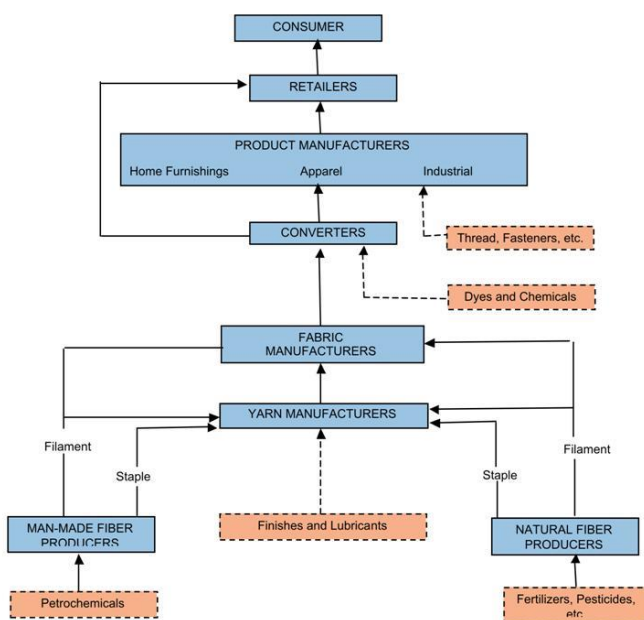 CONSUMER
RETAILERS
PRODUCT MANUFACTURERS
Home Furnishings Apparel Industrial
CONVERTERS
Thread, Fasteners, etc.
Dyes and Chemicals
FABRIC
MANUFACTURERS
YARN MANUFACTURERS
Filament
Filament
Staple
Staple
Finishes and Lubricants
MAN-MADE FIBER
PRODUCERS
NATURAL FIBER
PRODUCERS
Petrochemicals
Fertilizers, Pesticides,
etc